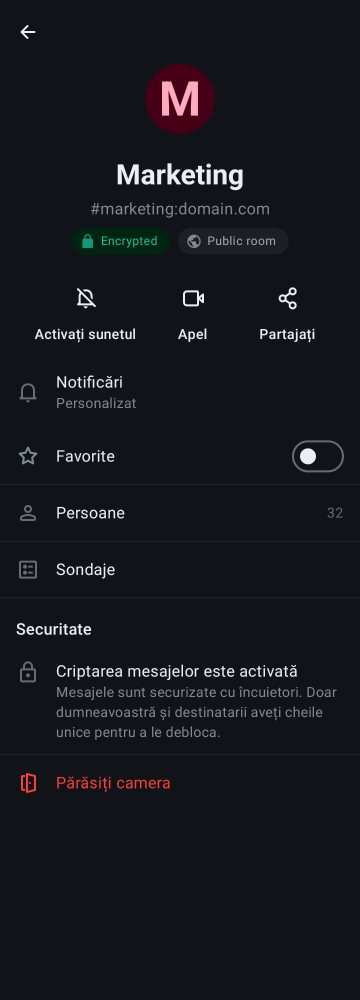 M
Marketing
#marketing:domain.com
Encrypted
Public room
Activați sunetul
Apel
Partajați
Notificări
Personalizat
Favorite
Persoane
32
Sondaje
Securitate
Criptarea mesajelor este activată
Mesajele sunt securizate cu încuietori. Doar
dumneavoastră și destinatarii aveți cheile
unice pentru a le debloca.
Părăsiți camera